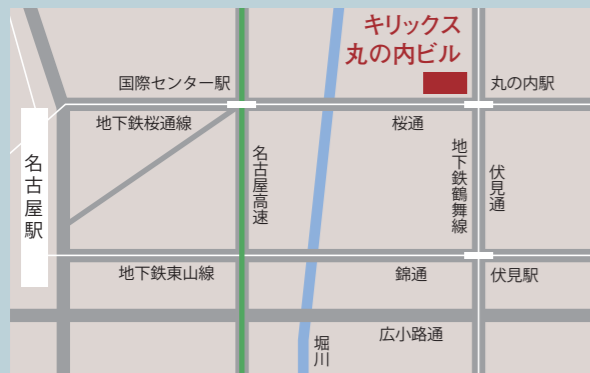 キリックス
丸の内ビル
国際センター駅
丸の内駅
地下鉄桜通線
桜通
名古屋駅
名古屋高速
地下鉄鶴舞線
伏見通
地下鉄東山線
錦通
伏見駅
広小路通
堀川